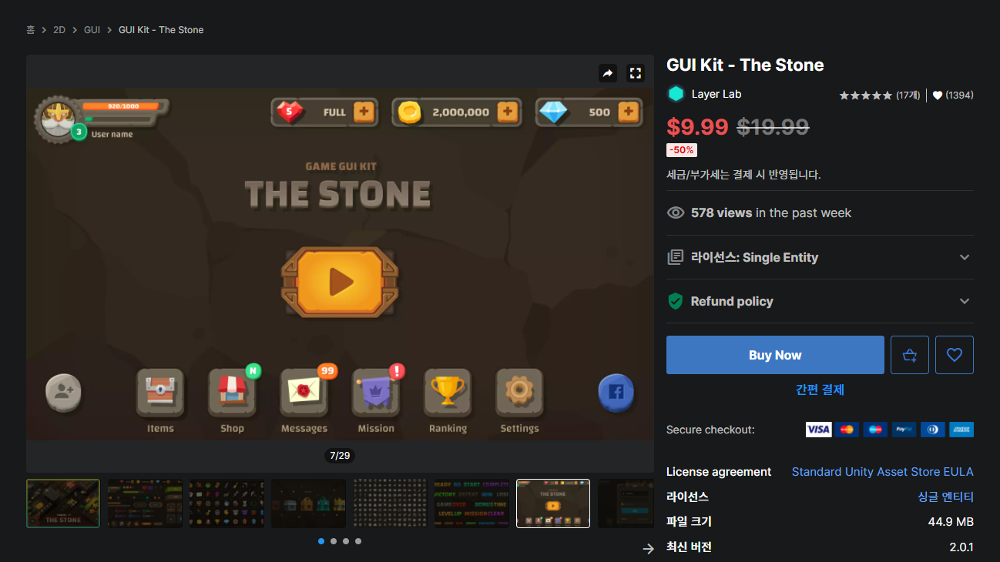 홈 > 2D > GUI > GUI Kit - The Stone
920/1000
3
User name
5 FULL
2,000,000
500
GAME GUI KIT
THE STONE
N
99
!
Items
Shop
Messages
Mission
Ranking
Settings
7/29
THE STONE
READY GO START COMPLETE
VICTORY DEFEAT WIN LOSE
GAMEOVER BONUSTIME
LEVELUP MISSIONCLEAR
THE STONE
GUI Kit - The Stone
Layer Lab
★★★★★ (17개) | (1394)
$9.99 $19.99
-50%
세금/부가세는 결제 시 반영됩니다.
578 views in the past week
라이선스: Single Entity
Refund policy
Buy Now
간편 결제
Secure checkout:
VISA
PayPal
AMEX
License agreement Standard Unity Asset Store EULA
라이선스 싱글 엔티티
파일 크기 44.9 MB
최신 버전 2.0.1